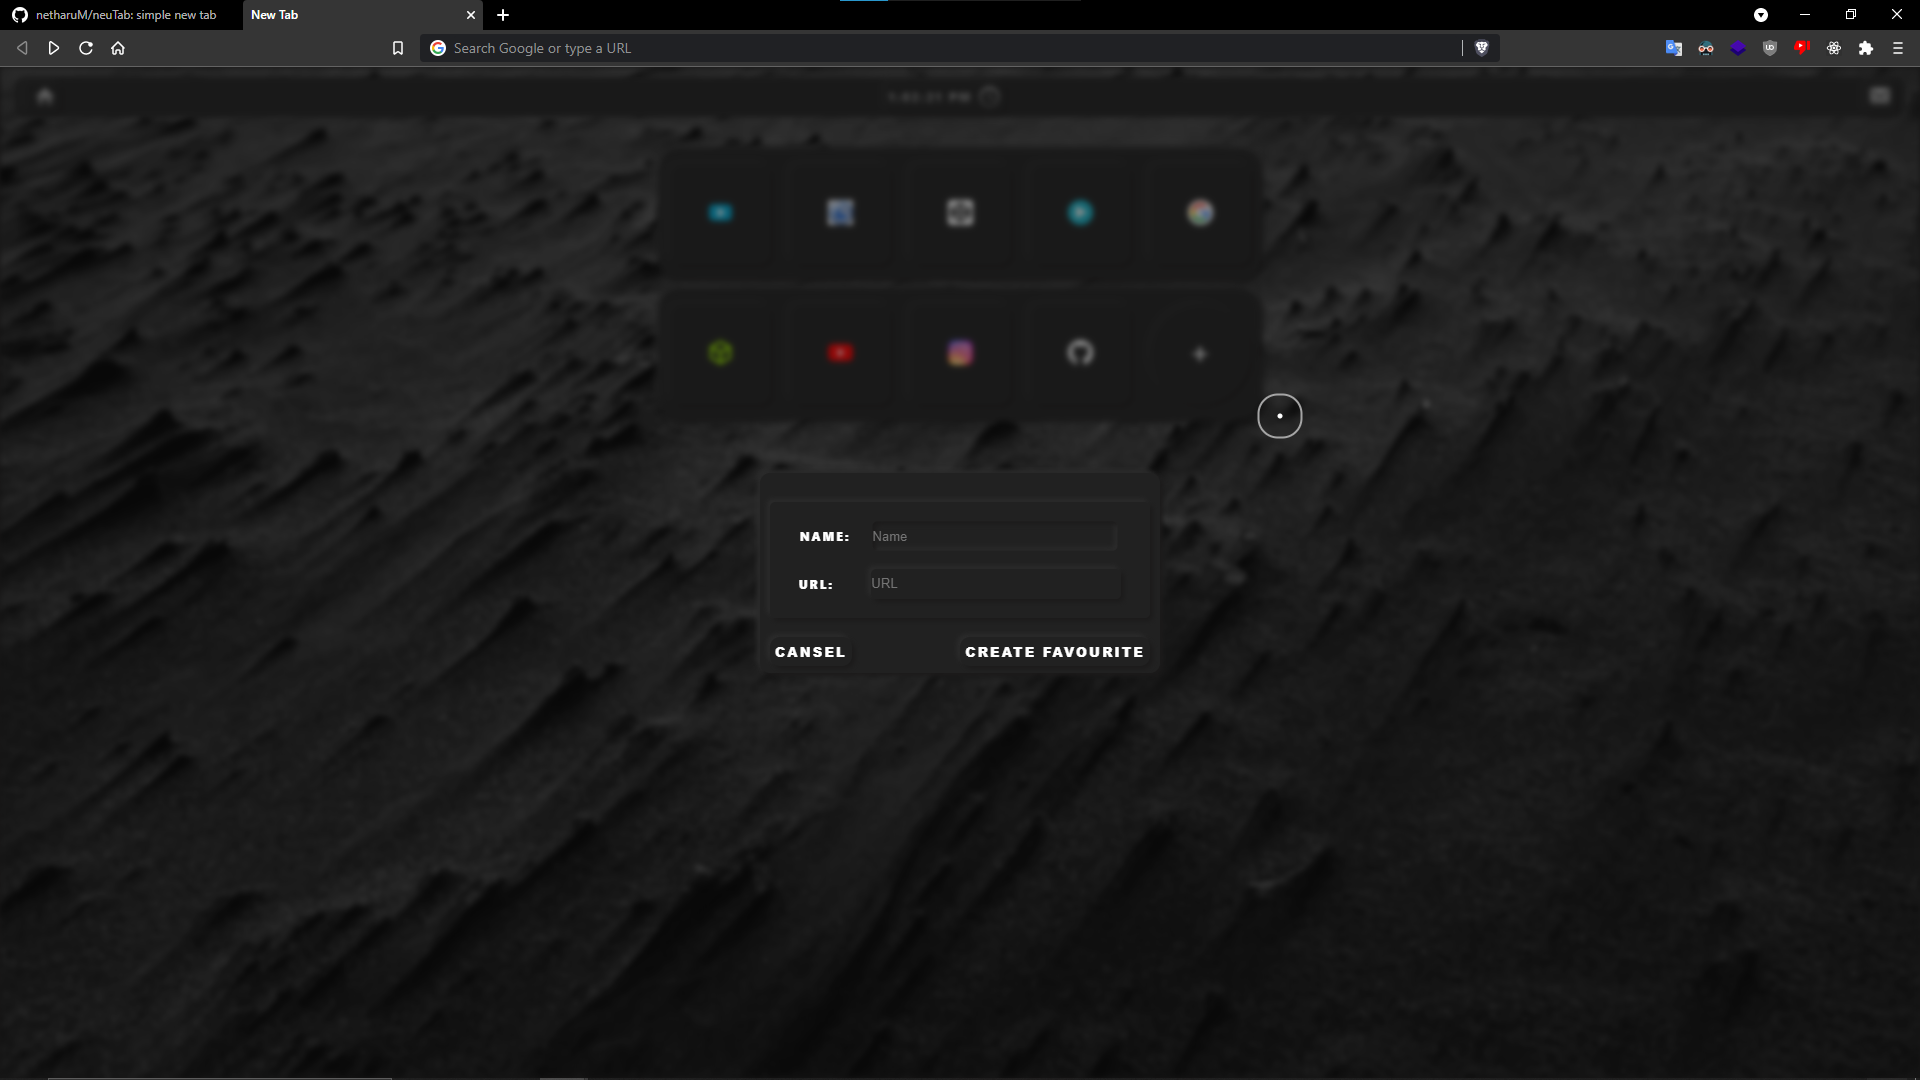 netharuM/neuTab: simple new tab
New Tab
Search Google or type a URL
NAME:
Name
URL:
URL
CANSEL
CREATE FAVOURITE